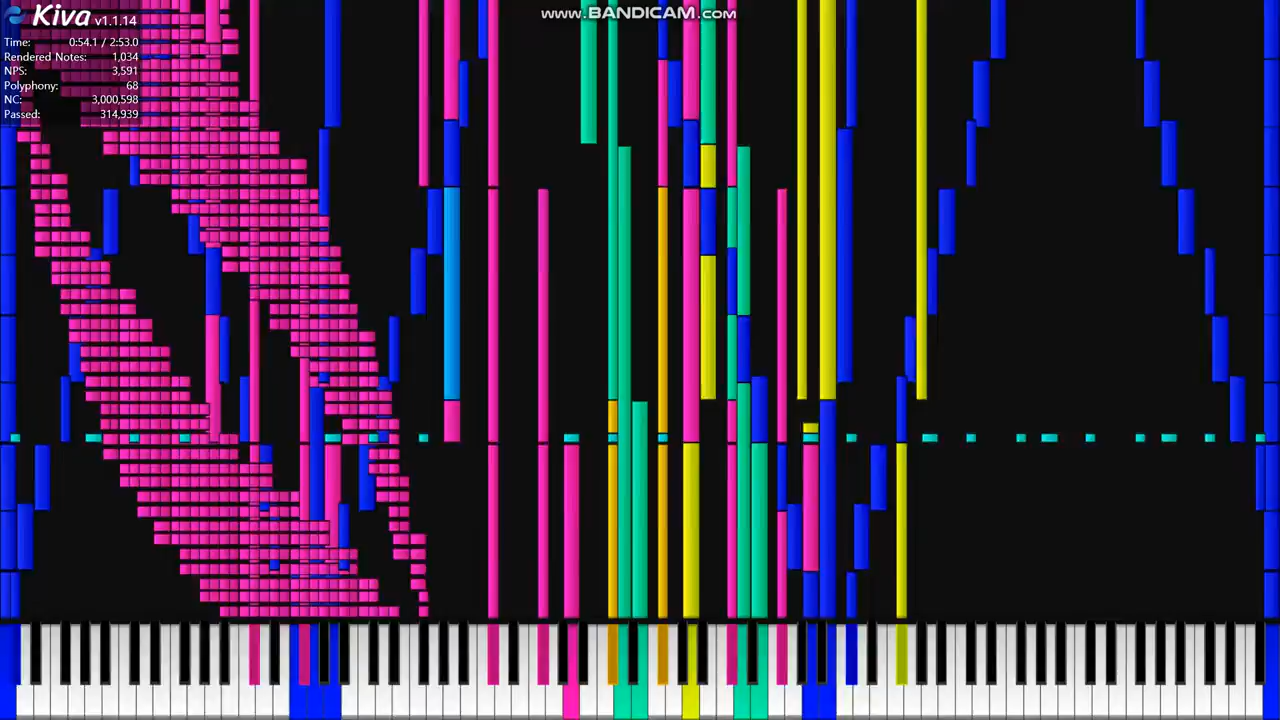 Kiva v1.1.14
www.BANDICAM.com
Time: 0:54.1 / 2:53.0
Rendered Notes: 1,034
NPS: 3,591
Polyphony: 68
NC: 3,000,598
Passed: 314,939